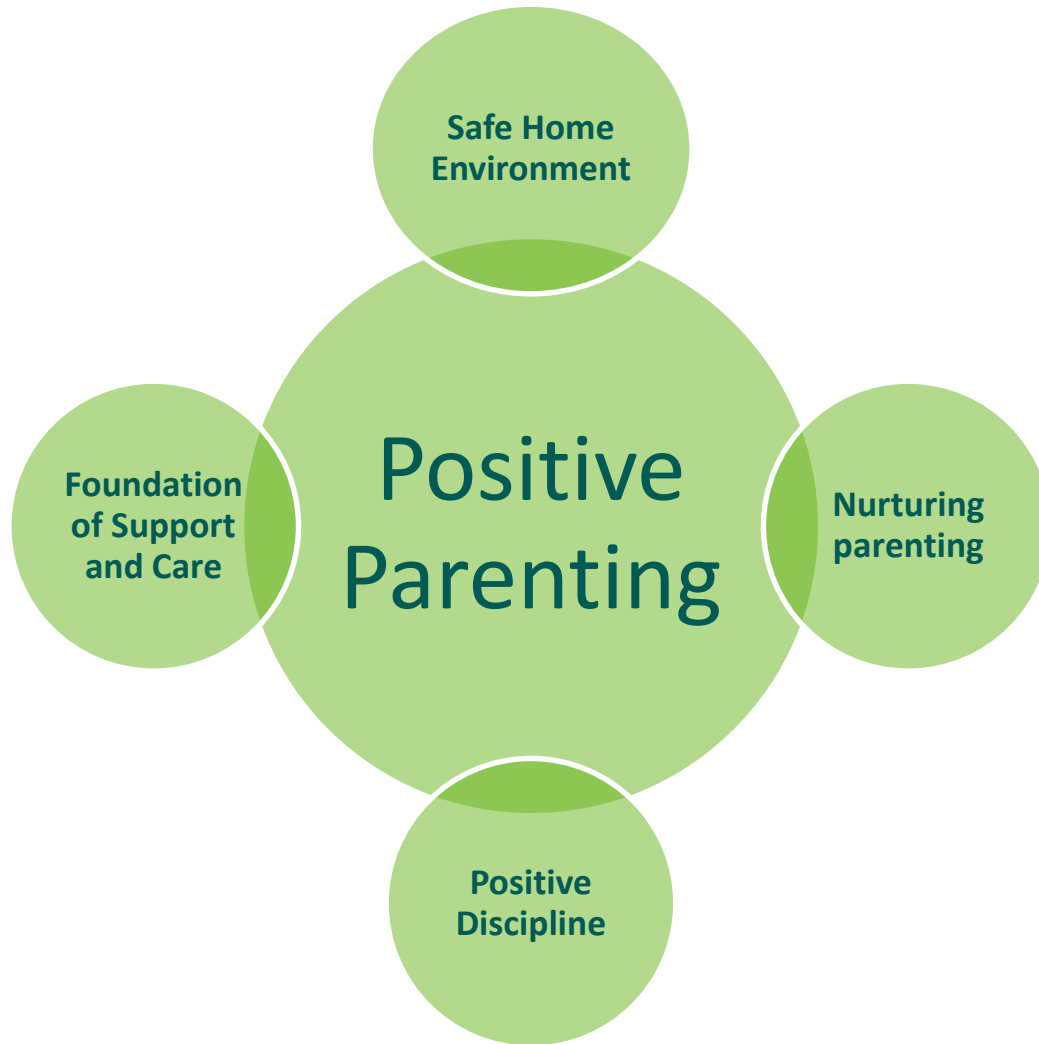 Safe Home
Environment
Foundation
of Support
and Care
Positive
Parenting
Nurturing
parenting
Positive
Discipline